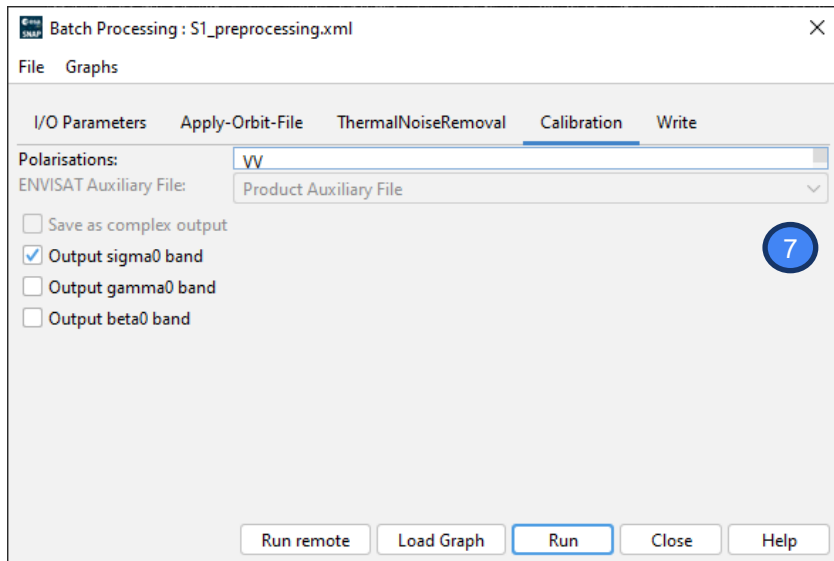 esa
SNAP
Batch Processing : S1_preprocessing.xml
File Graphs
I/O Parameters Apply-Orbit-File ThermalNoiseRemoval Calibration Write
Polarisations: VV
ENVISAT Auxiliary File: Product Auxiliary File
Save as complex output
Output sigma0 band
7
Output gamma0 band
Output beta0 band
Run remote Load Graph Run Close Help